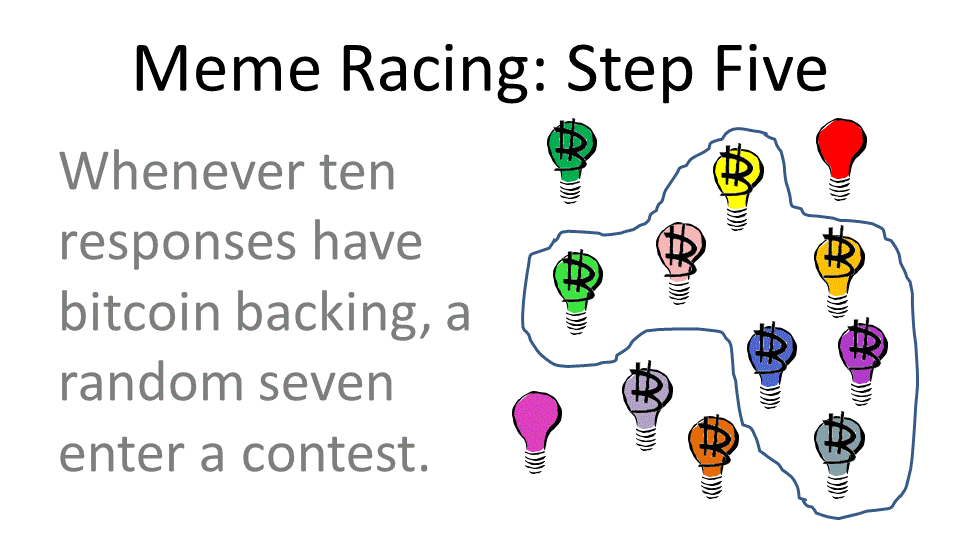 Meme Racing: Step Five
Whenever ten
responses have
bitcoin backing, a
random seven
enter a contest.